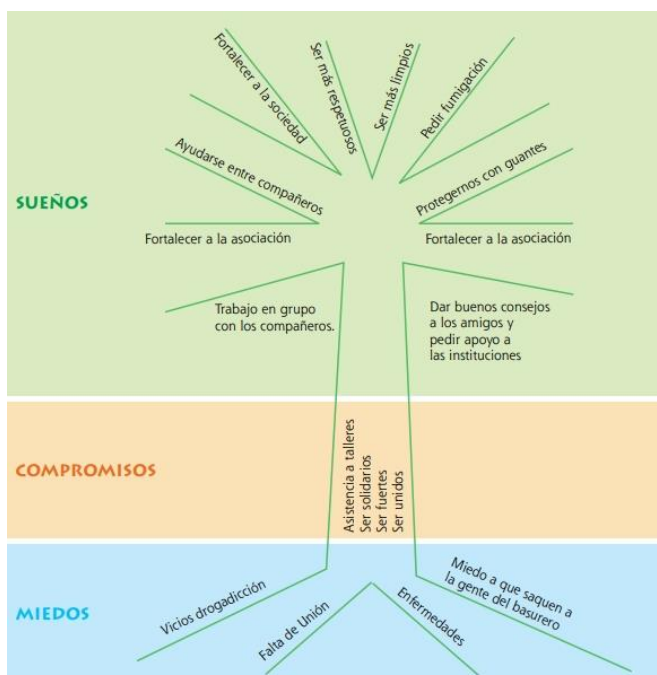 Fortalecer a la sociedad
Ser más respetuosos
Ser más limpios
Pedir fumigación
Ayudarse entre compañeros
Protegernos con guantes
SUEÑOS
Fortalecer a la asociación
Fortalecer a la asociación
Trabajo en grupo
con los compañeros.
Dar buenos consejos
a los amigos y
pedir apoyo a
las instituciones
COMPROMISOS
Asistencia a talleres
Ser solidarios
Ser fuertes
Ser unidos
MIEDOS
Vicios drogadicción
Falta de Unión
Enfermedades
Miedo a que saquen a
la gente del basurero